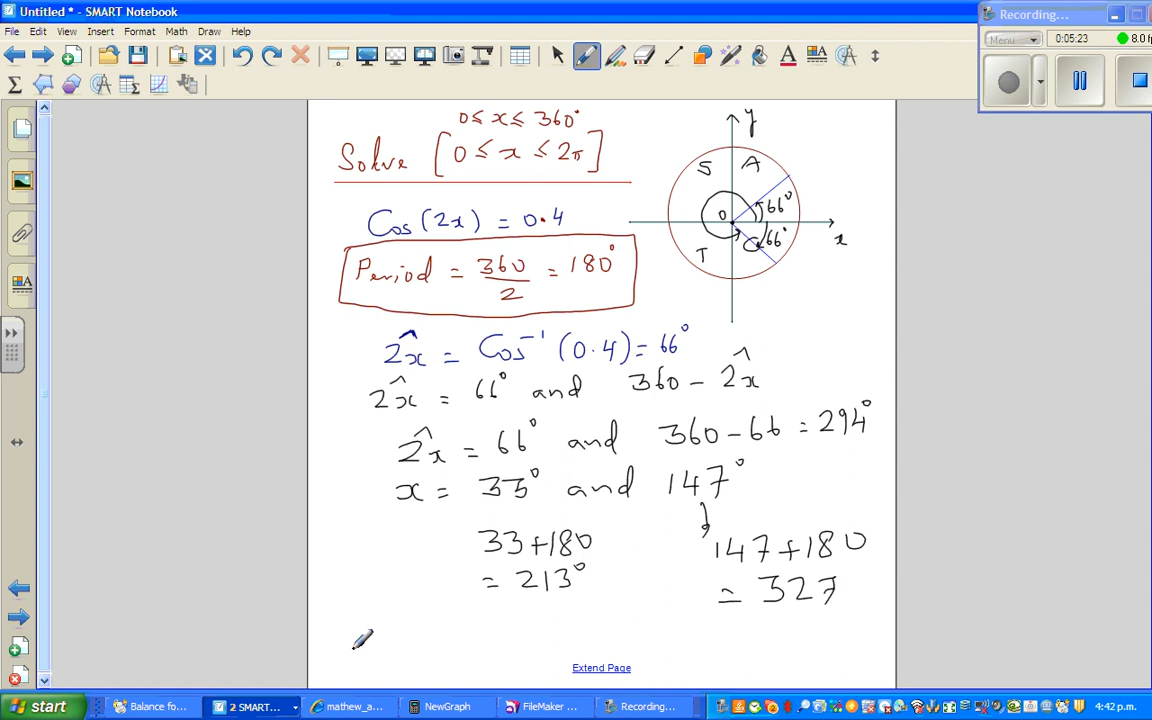 Untitled * - SMART Notebook
File Edit View Insert Format Math Draw Help
Recording...
Menu 0:05:23 8.0 f
0 ≤ x ≤ 360°
Solve [0 ≤ x ≤ 2π]
Cos(2x) = 0.4
Period = 360/2 = 180°
y
S A
0 66°
66°
x
T C
2x̂ = Cos⁻¹(0.4) = 66°
2x̂ = 66° and 360 - 2x̂
2x̂ = 66° and 360 - 66 = 294°
x = 33° and 147°
33+180
= 213°
147+180
= 327
Extend Page
start
Balance fo...
2 SMART...
mathew_a...
NewGraph
FileMaker ...
Recording...
4:42 p.m.